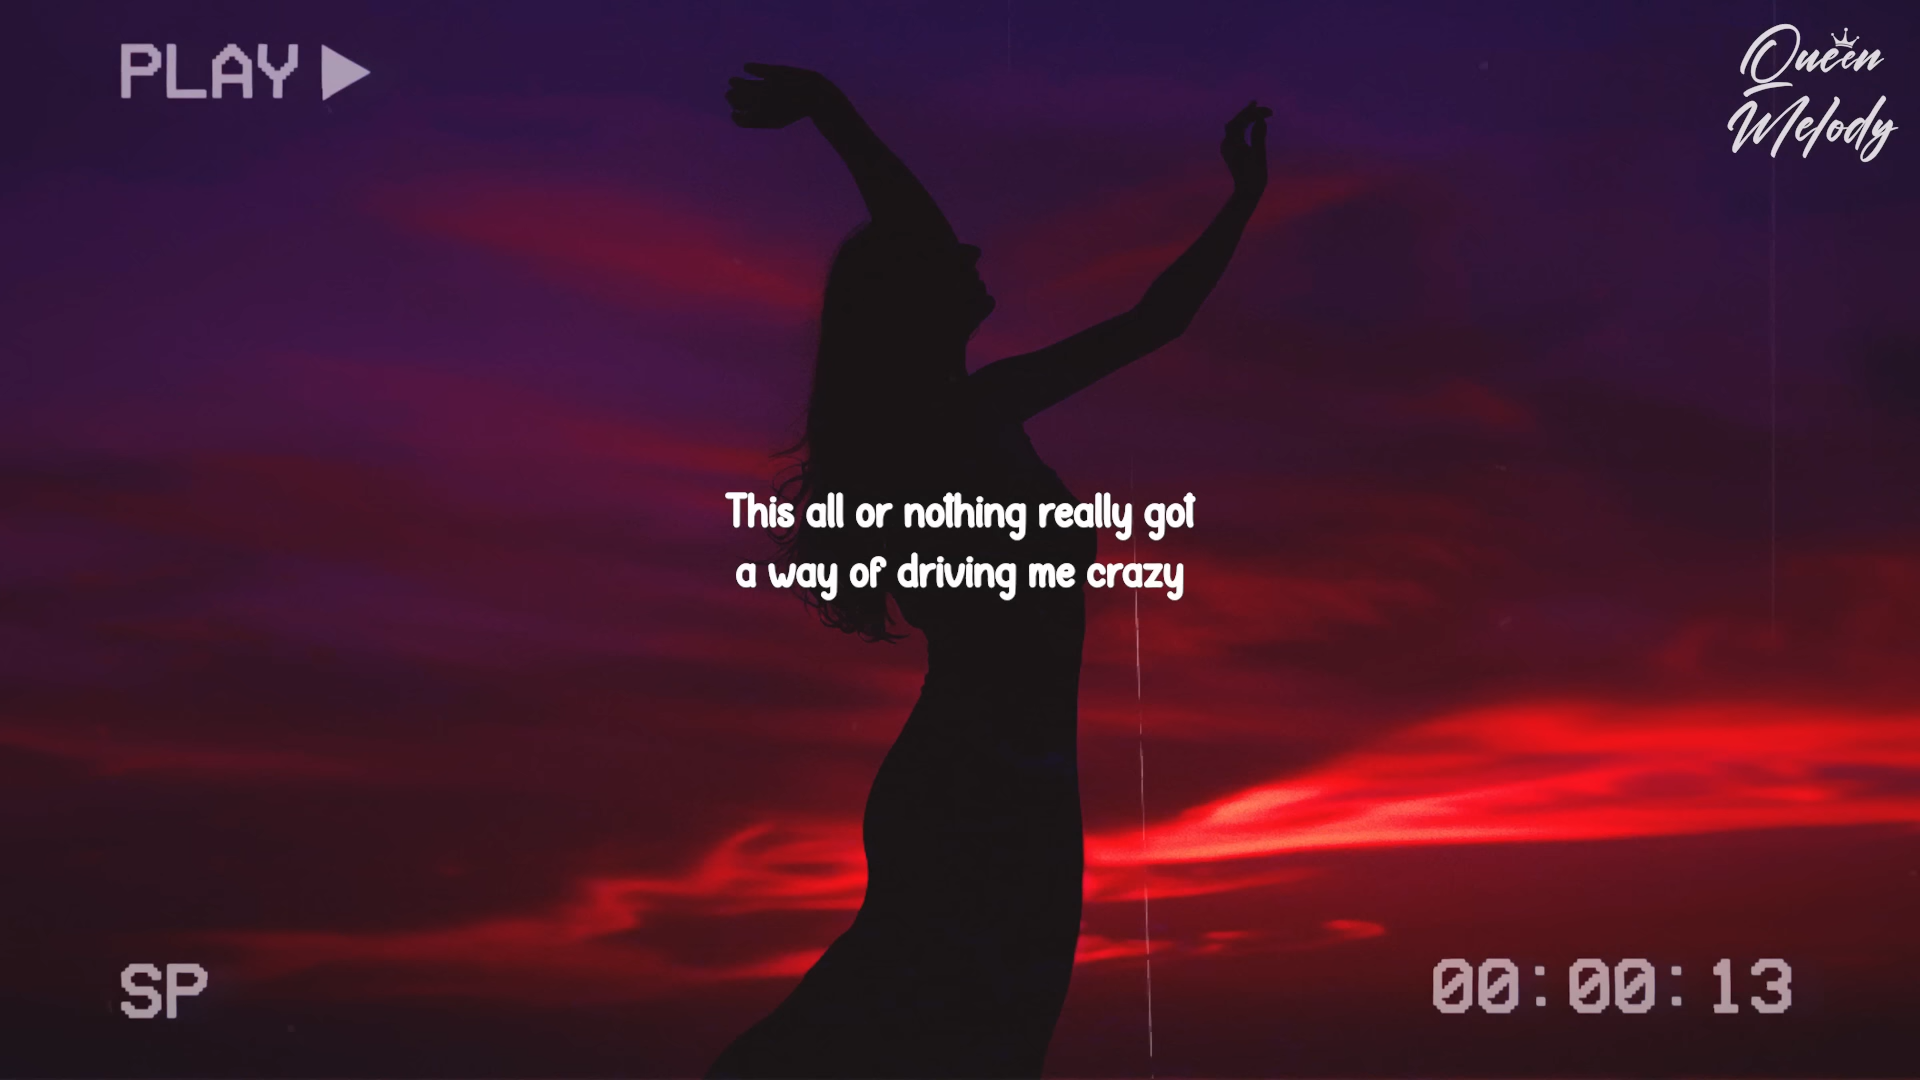 PLAY
Queen
Melody
This all or nothing really got
a way of driving me crazy
SP
00:00:13